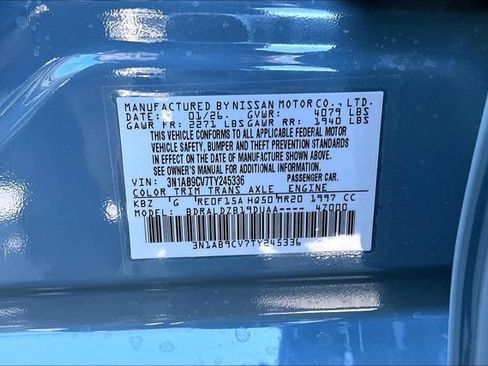 MANUFACTURED BY NISSAN MOTOR CO., LTD.
DATE: 01/26. GVWR: 4079 LBS
GAWR FR: 2271 LBS GAWR RR: 1940 LBS
THIS VEHICLE CONFORMS TO ALL APPLICABLE FEDERAL MOTOR
VEHICLE SAFETY, BUMPER, AND THEFT PREVENTION STANDARDS
IN EFFECT ON THE DATE OF MANUFACTURE SHOWN ABOVE.
SEE OWNER'S MANUAL FOR ADDITIONAL INFORMATION.
VIN: 3N1AB9CV7TY245336 PASSENGER CAR.
COLOR TRIM TRANS AXLE ENGINE
KBZ G RE0F15A HQ50 MR20 1997 CC
MODEL: BDRALDZB19DUAA---- 4Z000
3N1AB9CV7TY245336